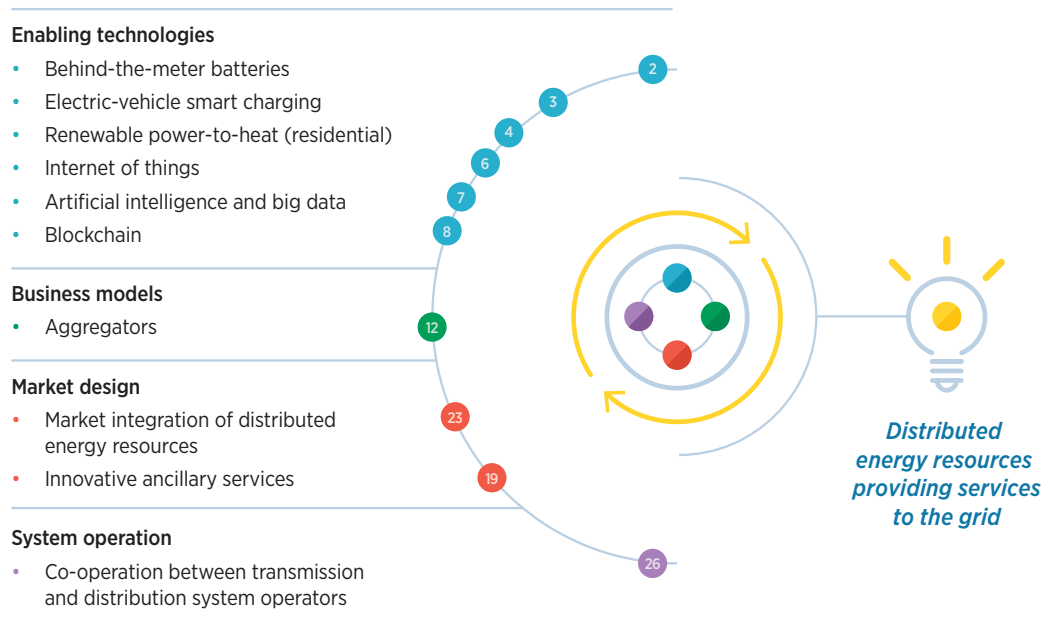 Enabling technologies
• Behind-the-meter batteries
• Electric-vehicle smart charging
• Renewable power-to-heat (residential)
• Internet of things
• Artificial intelligence and big data
• Blockchain
2
3
4
6
7
8
Business models
• Aggregators
12
Market design
• Market integration of distributed
energy resources
• Innovative ancillary services
23
19
System operation
• Co-operation between transmission
and distribution system operators
26
Distributed
energy resources
providing services
to the grid